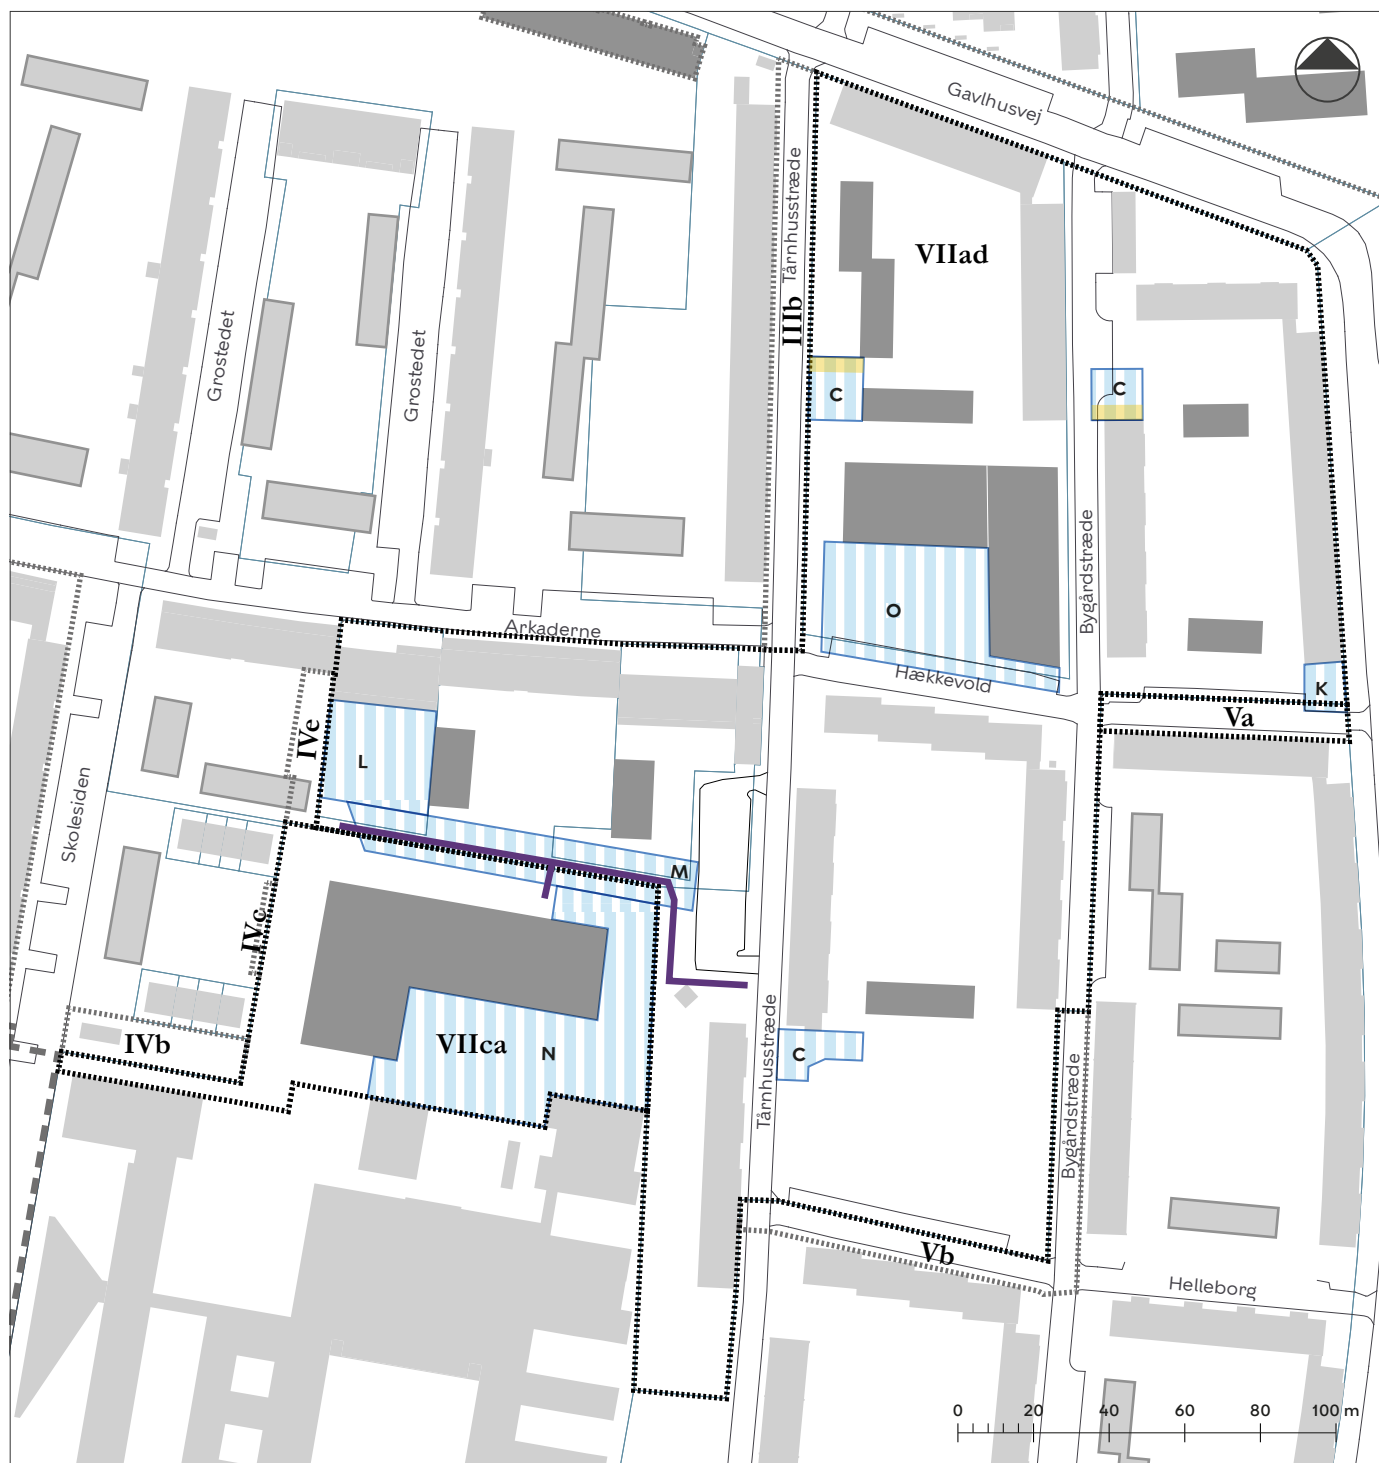 Gavlhusvej
Tårnhusstræde
VIIad
IIIb
Grostedet
Grostedet
C
C
Bygårdstræde
O
Arkaderne
Hækkevold
K
Va
IVe
L
Skolesiden
M
IVc
VIIca
N
IVb
Tårnhusstræde
C
Bygårdstræde
Vb
Helleborg
0 20 40 60 80 100 m